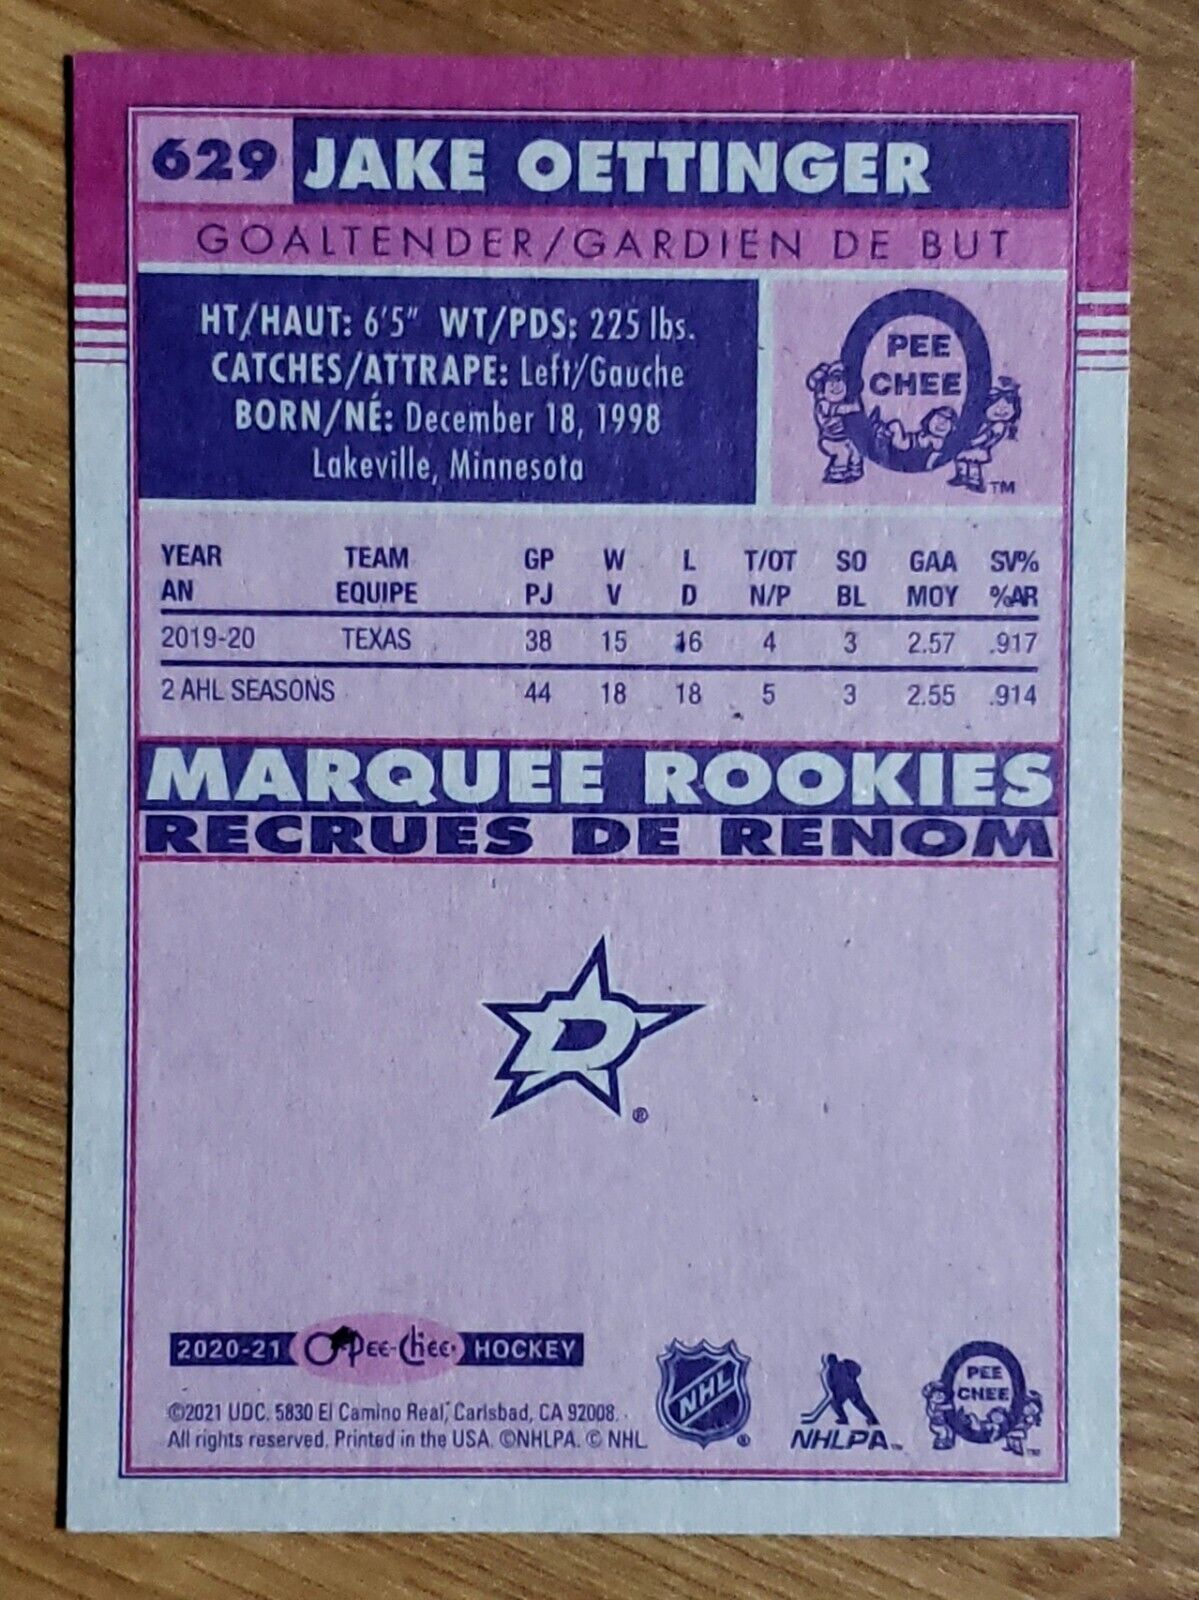 629 JAKE OETTINGER
GOALTENDER/GARDIEN DE BUT
HT/HAUT: 6'5" WT/PDS: 225 lbs.
CATCHES/ATTRAPE: Left/Gauche
BORN/NÉ: December 18, 1998
Lakeville, Minnesota
PEE
CHEE
TM
YEAR TEAM GP W L T/OT SO GAA SV%
AN EQUIPE PJ V D N/P BL MOY %AR
2019-20 TEXAS 38 15 16 4 3 2.57 .917
2 AHL SEASONS 44 18 18 5 3 2.55 .914
MARQUEE ROOKIES
RECRUES DE RENOM
D
®
2020-21 O-PEE-CHEE HOCKEY
©2021 UDC. 5830 El Camino Real, Carlsbad, CA 92008.
All rights reserved. Printed in the USA. ©NHLPA. © NHL
NHL ®
NHLPA™
PEE
CHEE
TM